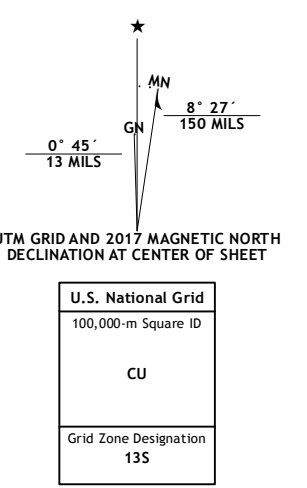 ★
MN
GN
8° 27´
150 MILS
0° 45´
13 MILS
UTM GRID AND 2017 MAGNETIC NORTH
DECLINATION AT CENTER OF SHEET
U.S. National Grid
100,000-m Square ID
CU
Grid Zone Designation
13S